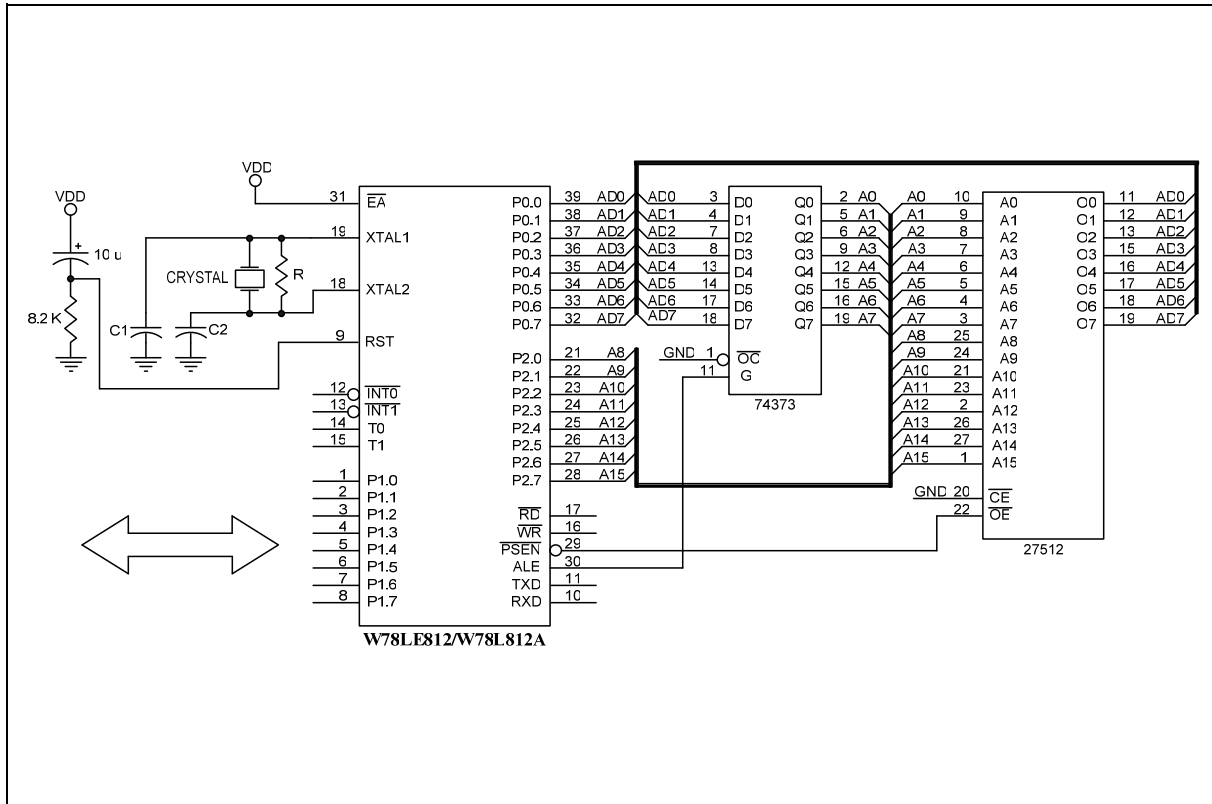 VDD
10 u
8.2 K
VDD
CRYSTAL
R
C1
C2
31 EA
19 XTAL1
18 XTAL2
9 RST
12 INT0
13 INT1
14 T0
15 T1
1 P1.0
2 P1.1
3 P1.2
4 P1.3
5 P1.4
6 P1.5
7 P1.6
8 P1.7
P0.0 39 AD0
P0.1 38 AD1
P0.2 37 AD2
P0.3 36 AD3
P0.4 35 AD4
P0.5 34 AD5
P0.6 33 AD6
P0.7 32 AD7
P2.0 21 A8
P2.1 22 A9
P2.2 23 A10
P2.3 24 A11
P2.4 25 A12
P2.5 26 A13
P2.6 27 A14
P2.7 28 A15
RD 17
WR 16
PSEN 29
ALE 30
TXD 11
RXD 10
W78LE812/W78L812A
AD0 3 D0 Q0 2 A0
AD1 4 D1 Q1 5 A1
AD2 7 D2 Q2 6 A2
AD3 8 D3 Q3 9 A3
AD4 13 D4 Q4 12 A4
AD5 14 D5 Q5 15 A5
AD6 17 D6 Q6 16 A6
AD7 18 D7 Q7 19 A7
GND 1 OC
11 G
74373
A0 10 A0 O0 11 AD0
A1 9 A1 O1 12 AD1
A2 8 A2 O2 13 AD2
A3 7 A3 O3 15 AD3
A4 6 A4 O4 16 AD4
A5 5 A5 O5 17 AD5
A6 4 A6 O6 18 AD6
A7 3 A7 O7 19 AD7
A8 25 A8
A9 24 A9
A10 21 A10
A11 23 A11
A12 2 A12
A13 26 A13
A14 27 A14
A15 1 A15
GND 20 CE
22 OE
27512